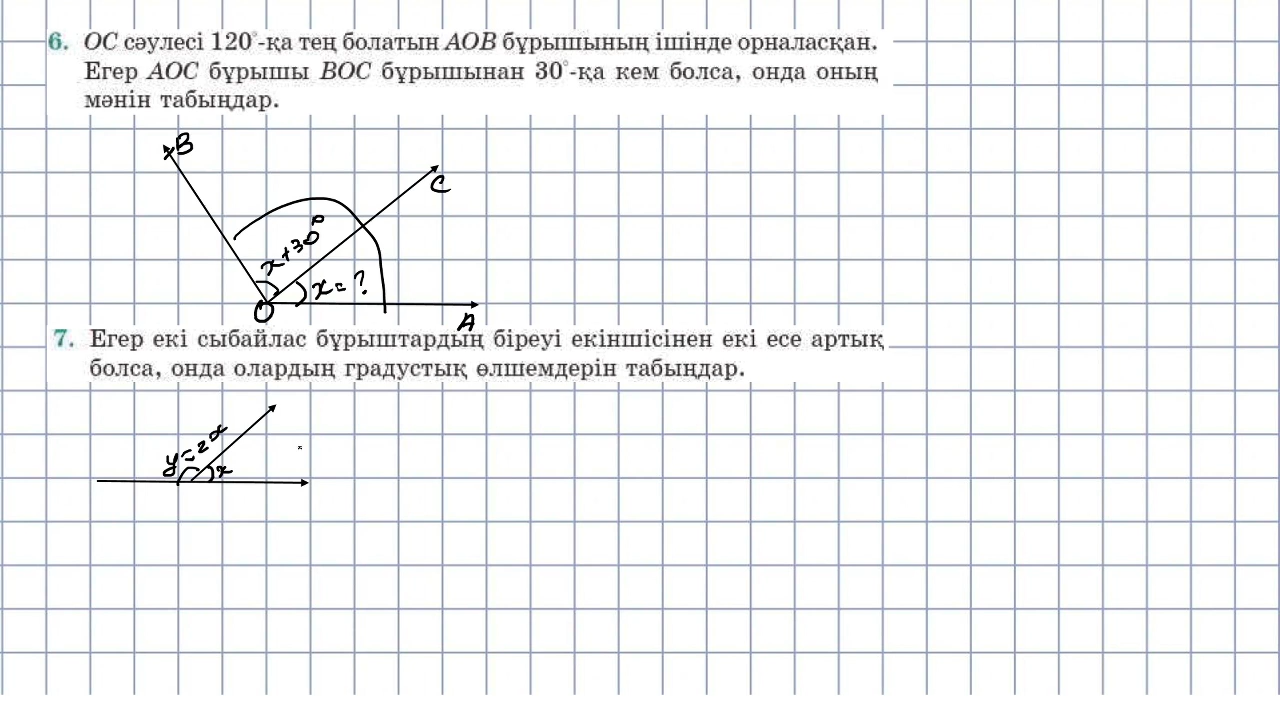 6. OC сәулесі 120°-қа тең болатын AOB бұрышының ішінде орналасқан.
Егер AOC бұрышы BOC бұрышынан 30°-қа кем болса, онда оның
мәнін табыңдар.
B
C
x+30°
x=?
O
A
7. Егер екі сыбайлас бұрыштардың біреуі екіншісінен екі есе артық
болса, онда олардың градустық өлшемдерін табыңдар.
y=2x
x